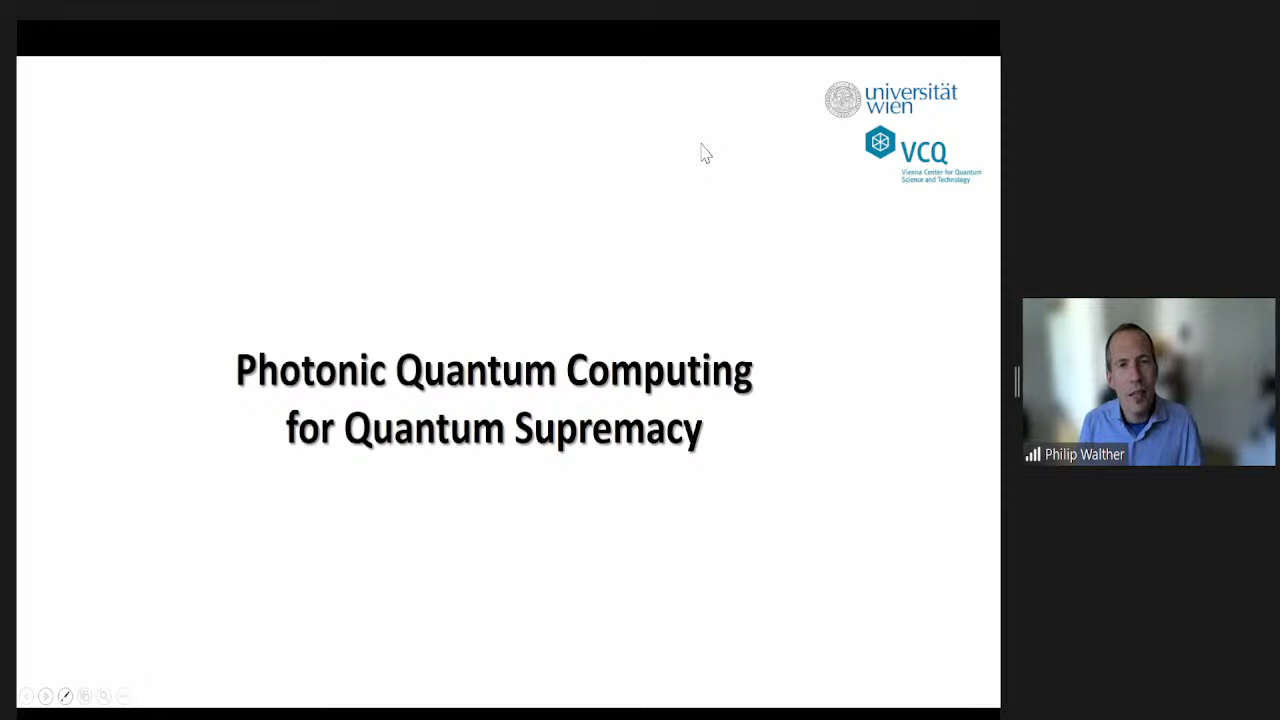 universität
wien
VCQ
Vienna Center for Quantum
Science and Technology
Photonic Quantum Computing
for Quantum Supremacy
Philip Walther